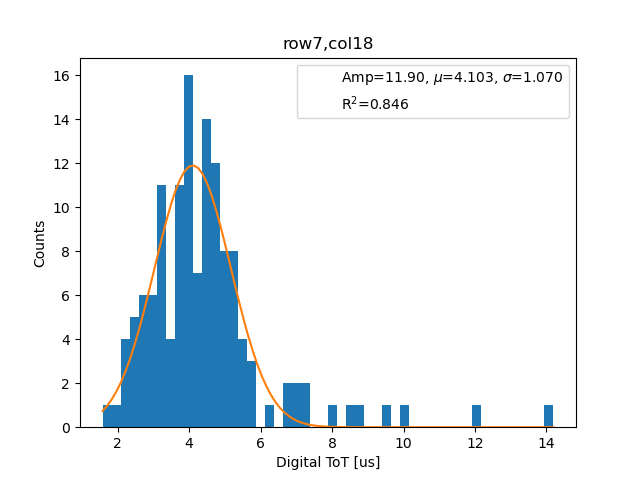 row7,col18
Amp=11.90, μ=4.103, σ=1.070
R²=0.846
16
14
12
10
8
6
4
2
0
Counts
2 4 6 8 10 12 14
Digital ToT [us]